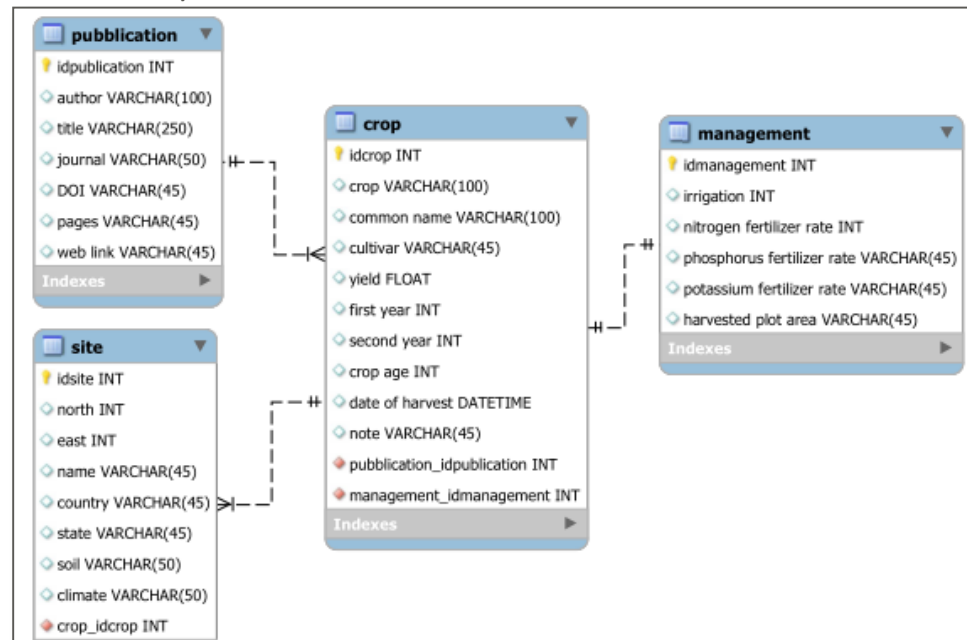 pubblication
idpublication INT
author VARCHAR(100)
title VARCHAR(250)
journal VARCHAR(50)
DOI VARCHAR(45)
pages VARCHAR(45)
web link VARCHAR(45)
Indexes
site
idsite INT
north INT
east INT
name VARCHAR(45)
country VARCHAR(45)
state VARCHAR(45)
soil VARCHAR(50)
climate VARCHAR(50)
crop_idcrop INT
crop
idcrop INT
crop VARCHAR(100)
common name VARCHAR(100)
cultivar VARCHAR(45)
yield FLOAT
first year INT
second year INT
crop age INT
date of harvest DATETIME
note VARCHAR(45)
pubblication_idpublication INT
management_idmanagement INT
Indexes
management
idmanagement INT
irrigation INT
nitrogen fertilizer rate INT
phosphorus fertilizer rate VARCHAR(45)
potassium fertilizer rate VARCHAR(45)
harvested plot area VARCHAR(45)
Indexes